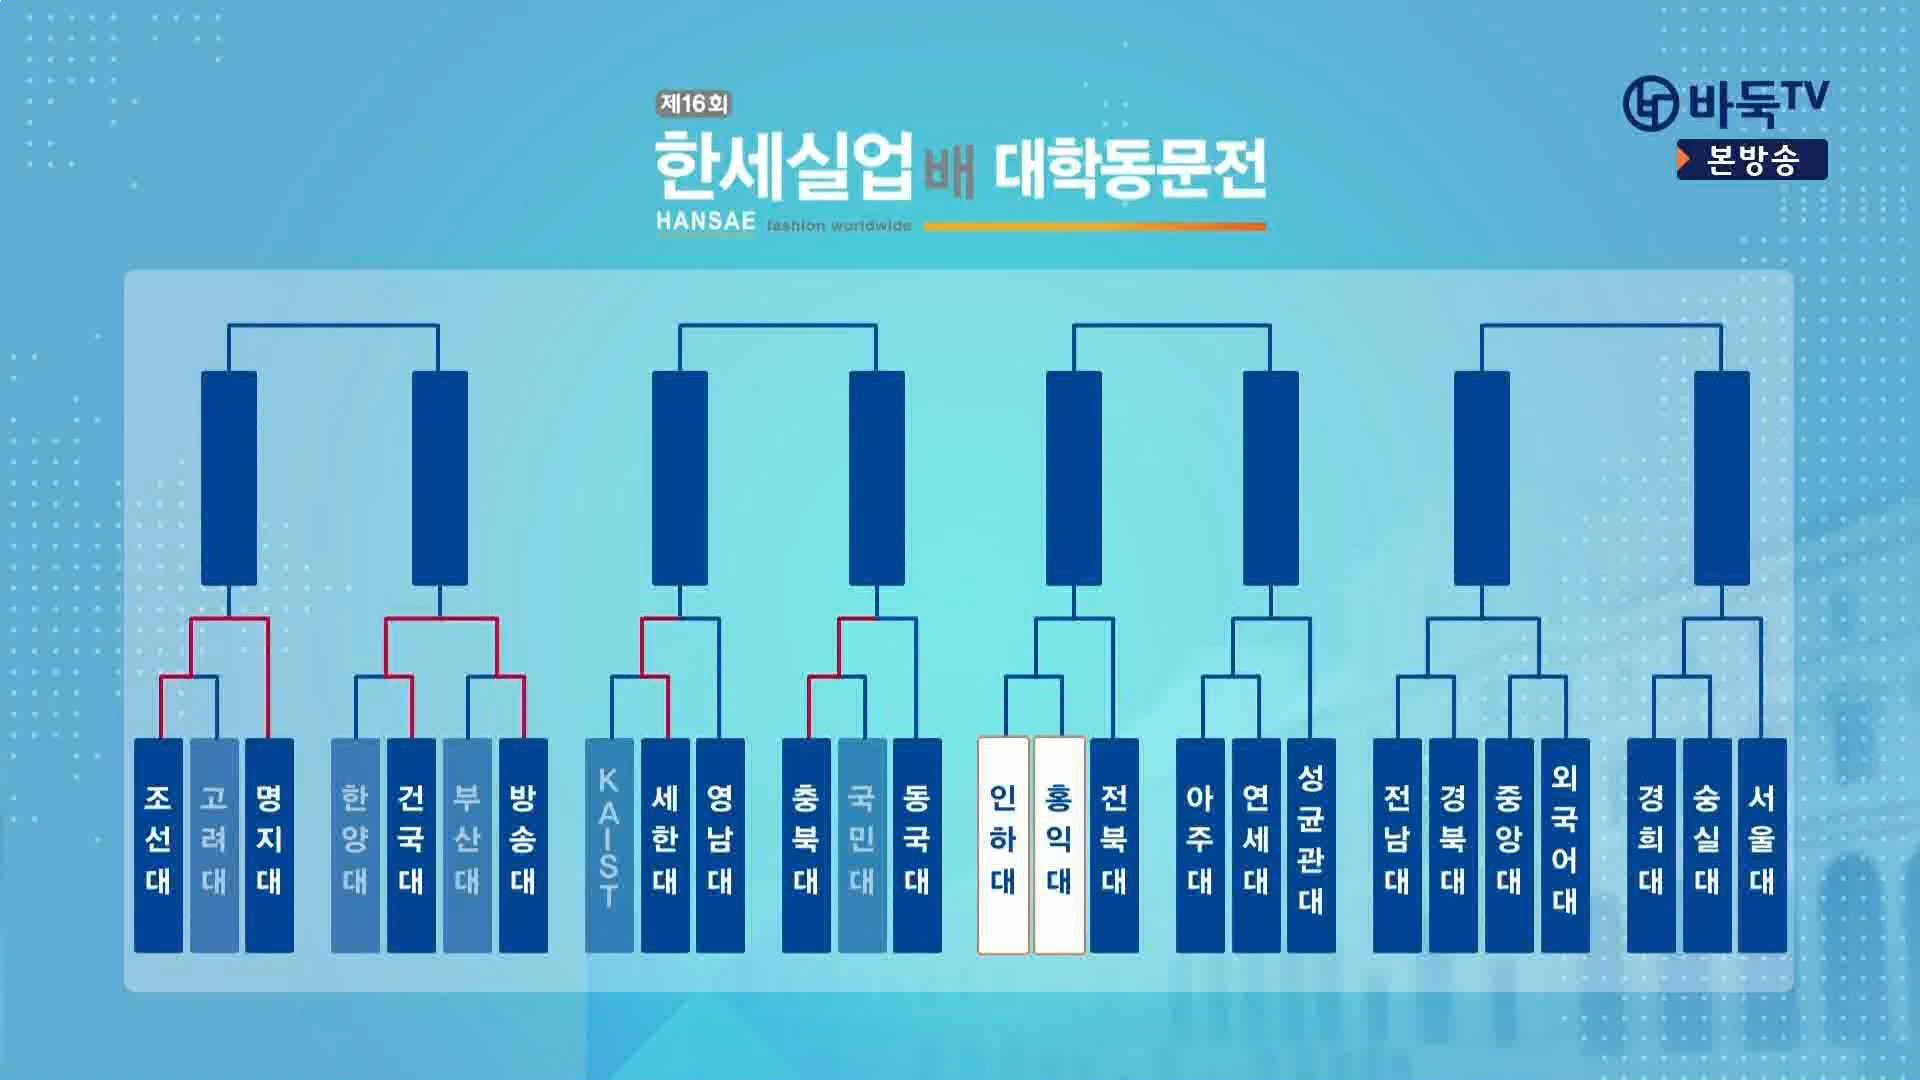 제16회
한세실업배 대학동문전
HANSAE fashion worldwide
바둑TV
본방송
조선대
고려대
명지대
한양대
건국대
부산대
방송대
KAIST
세한대
영남대
충북대
국민대
동국대
인하대
홍익대
전북대
아주대
연세대
성균관대
전남대
경북대
중앙대
외국어대
경희대
숭실대
서울대